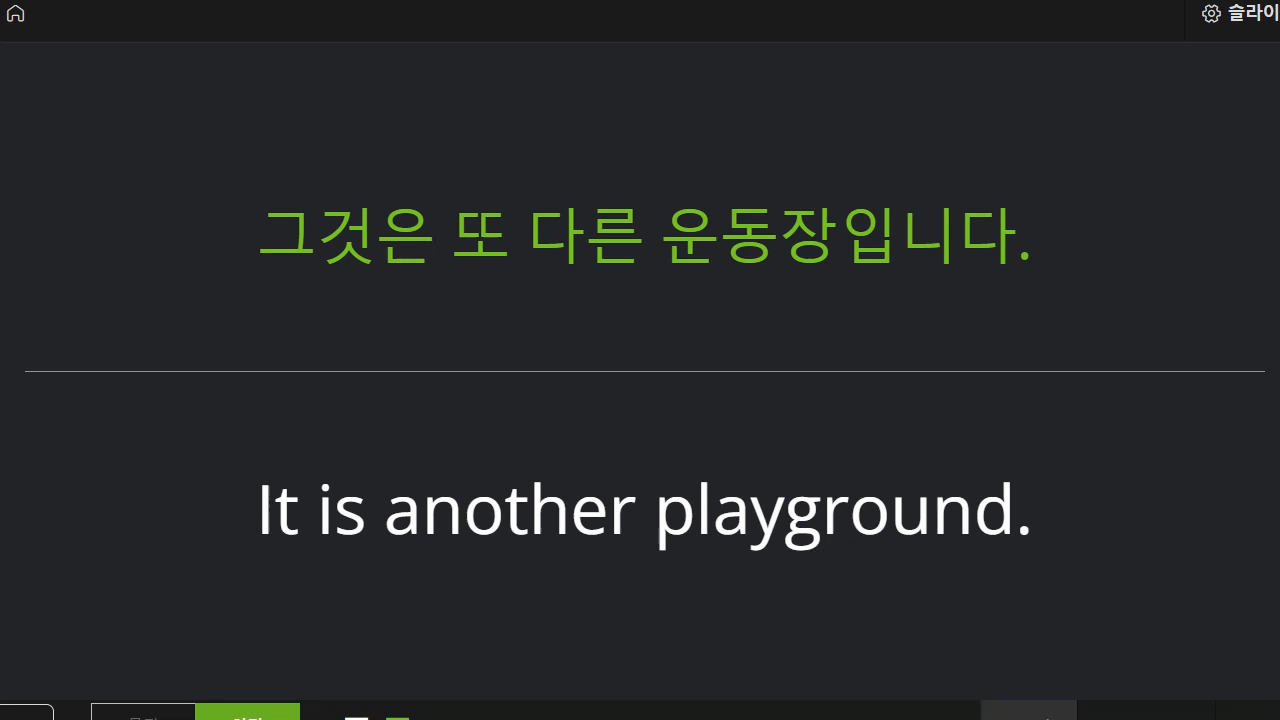 슬라이
그것은 또 다른 운동장입니다.
It is another playground.